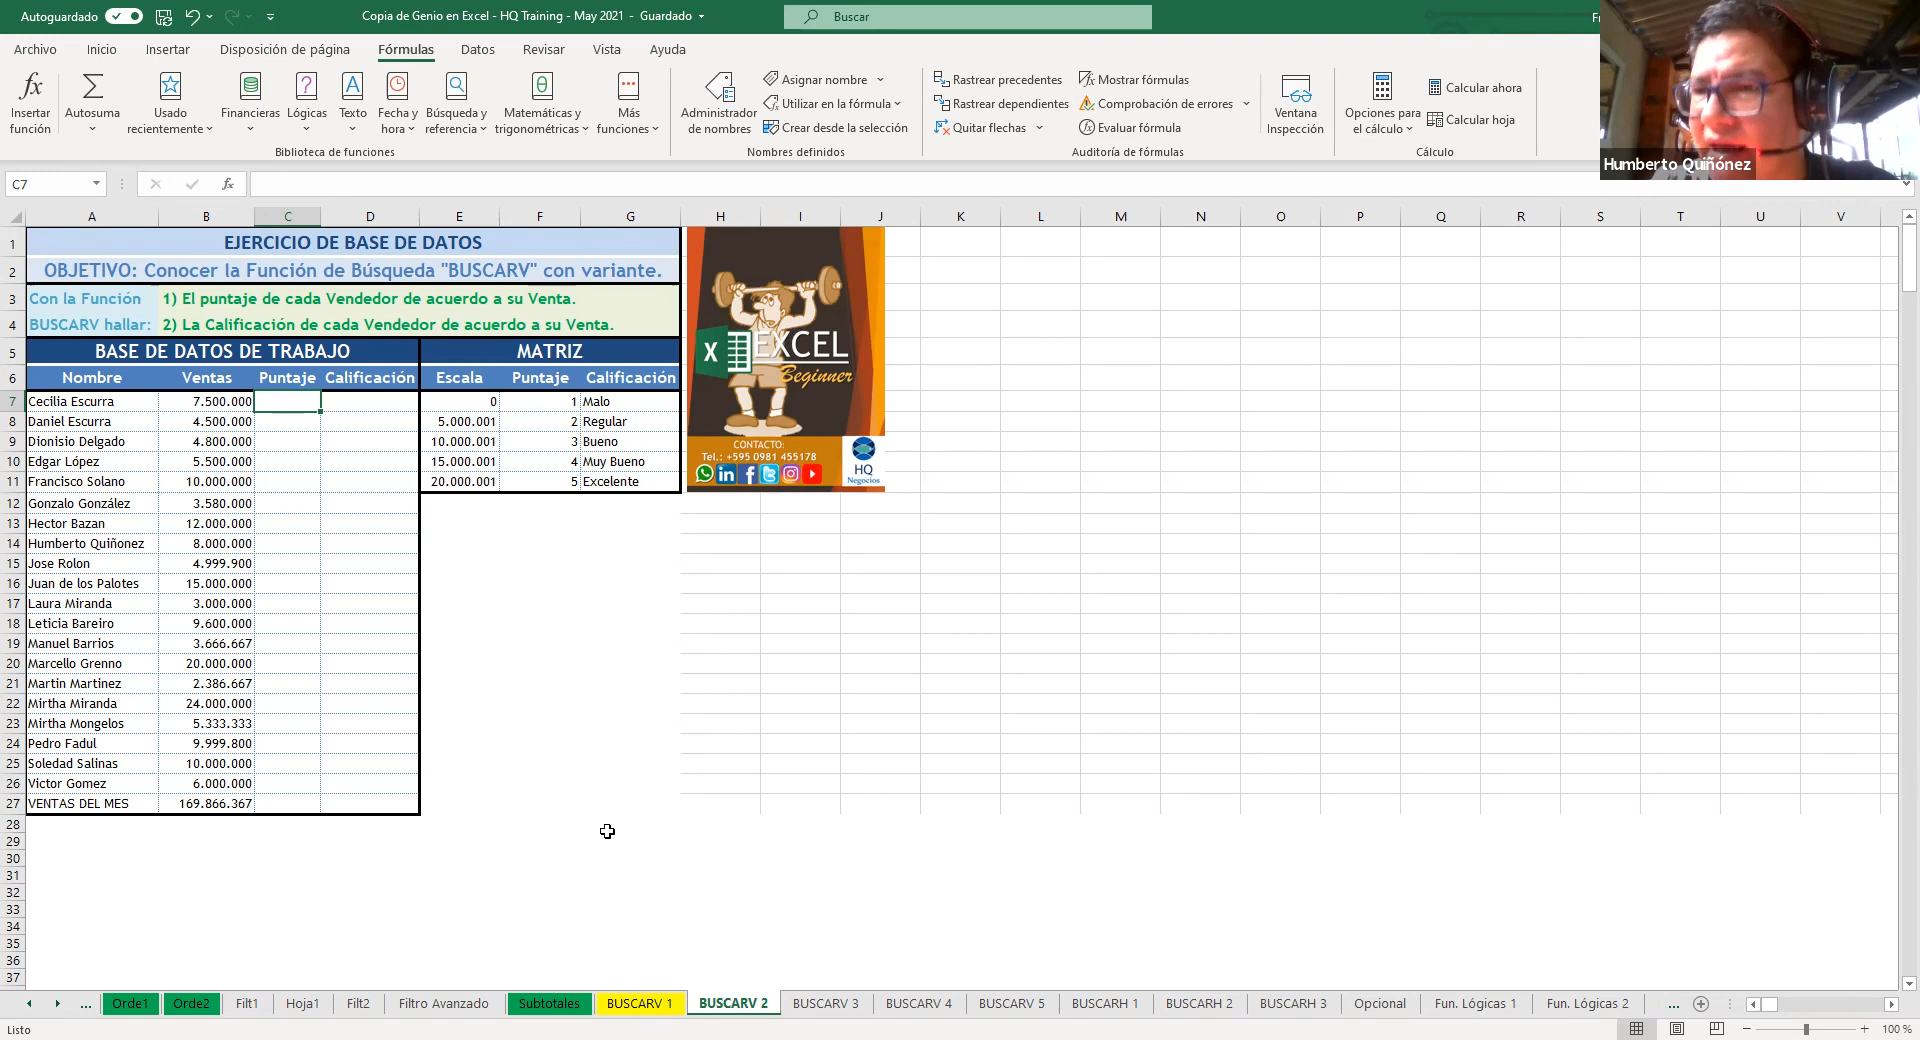 Autoguardado
Copia de Genio en Excel - HQ Training - May 2021 - Guardado
Buscar
Archivo Inicio Insertar Disposición de página Fórmulas Datos Revisar Vista Ayuda
Insertar función
Autosuma
Usado recientemente
Financieras
Lógicas
Texto
Fecha y hora
Búsqueda y referencia
Matemáticas y trigonométricas
Más funciones
Biblioteca de funciones
Administrador de nombres
Asignar nombre
Utilizar en la fórmula
Crear desde la selección
Nombres definidos
Rastrear precedentes
Rastrear dependientes
Quitar flechas
Mostrar fórmulas
Comprobación de errores
Evaluar fórmula
Auditoría de fórmulas
Ventana Inspección
Opciones para el cálculo
Calcular ahora
Calcular hoja
Cálculo
Humberto Quiñónez
C7
fx
A B C D E F G H I J K L M N O P Q R S T U V
1 EJERCICIO DE BASE DE DATOS
2 OBJETIVO: Conocer la Función de Búsqueda "BUSCARV" con variante.
3 Con la Función 1) El puntaje de cada Vendedor de acuerdo a su Venta.
4 BUSCARV hallar: 2) La Calificación de cada Vendedor de acuerdo a su Venta.
5 BASE DE DATOS DE TRABAJO MATRIZ
6 Nombre Ventas Puntaje Calificación Escala Puntaje Calificación
7 Cecilia Escurra 7.500.000 0 1 Malo
8 Daniel Escurra 4.500.000 5.000.001 2 Regular
9 Dionisio Delgado 4.800.000 10.000.001 3 Bueno
10 Edgar López 5.500.000 15.000.001 4 Muy Bueno
11 Francisco Solano 10.000.000 20.000.001 5 Excelente
12 Gonzalo González 3.580.000
13 Hector Bazan 12.000.000
14 Humberto Quiñonez 8.000.000
15 Jose Rolon 4.999.900
16 Juan de los Palotes 15.000.000
17 Laura Miranda 3.000.000
18 Leticia Bareiro 9.600.000
19 Manuel Barrios 3.666.667
20 Marcello Grenno 20.000.000
21 Martin Martinez 2.386.667
22 Mirtha Miranda 24.000.000
23 Mirtha Mongelos 5.333.333
24 Pedro Fadul 9.999.800
25 Soledad Salinas 10.000.000
26 Victor Gomez 6.000.000
27 VENTAS DEL MES 169.866.367
28
29
30
31
32
33
34
35
36
37
X EXCEL
Beginner
CONTACTO:
Tel.: +595 0981 455178
HQ
Negocios
... Orde1 Orde2 Filt1 Hoja1 Filt2 Filtro Avanzado Subtotales BUSCARV 1 BUSCARV 2 BUSCARV 3 BUSCARV 4 BUSCARV 5 BUSCARH 1 BUSCARH 2 BUSCARH 3 Opcional Fun. Lógicas 1 Fun. Lógicas 2 ...
Listo
100 %